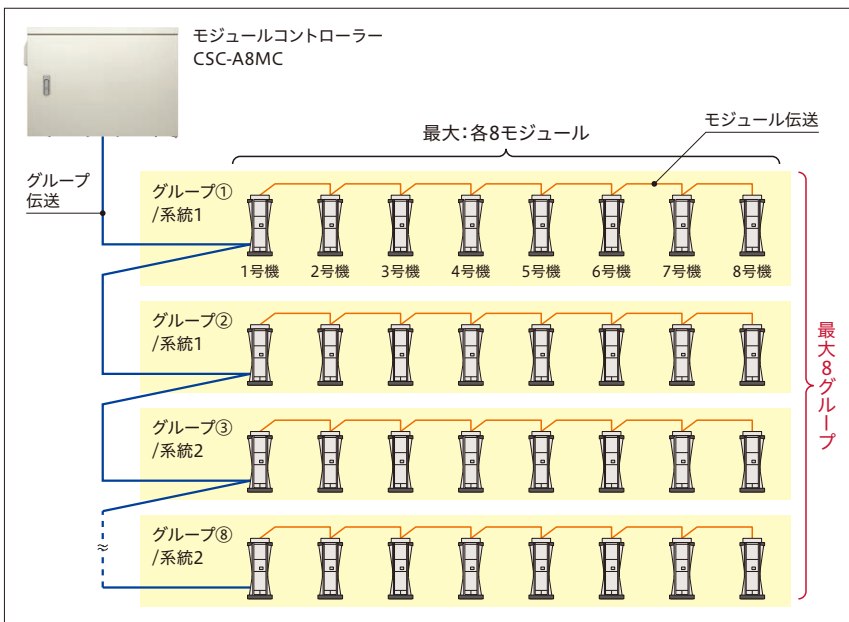 モジュールコントローラー
CSC-A8MC
最大：各8モジュール
モジュール伝送
グループ
伝送
グループ①
/系統1
1号機
2号機
3号機
4号機
5号機
6号機
7号機
8号機
グループ②
/系統1
グループ③
/系統2
≈
グループ⑧
/系統2
最大8グループ